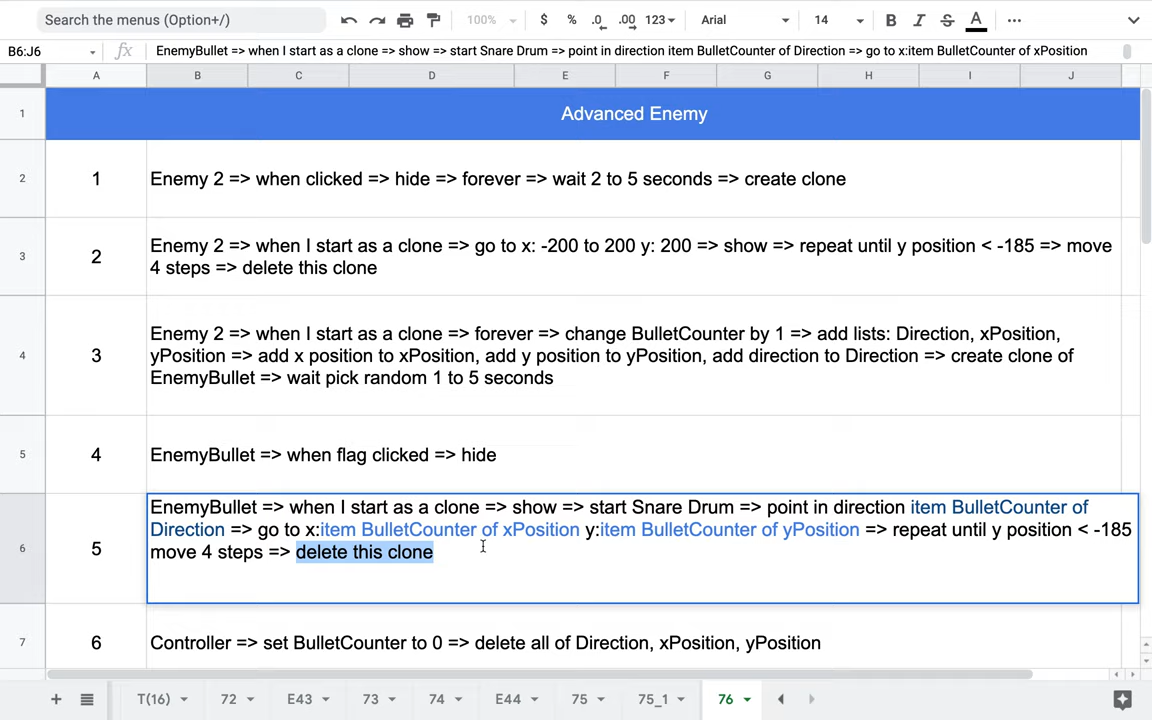 Search the menus (Option+/)
100%
$ % .0 .00 123
Arial
14
B I S A
B6:J6
fx
EnemyBullet => when I start as a clone => show => start Snare Drum => point in direction item BulletCounter of Direction => go to x:item BulletCounter of xPosition
A B C D E F G H I J
1
Advanced Enemy
2
1
Enemy 2 => when clicked => hide => forever => wait 2 to 5 seconds => create clone
3
2
Enemy 2 => when I start as a clone => go to x: -200 to 200 y: 200 => show => repeat until y position < -185 => move
4 steps => delete this clone
4
3
Enemy 2 => when I start as a clone => forever => change BulletCounter by 1 => add lists: Direction, xPosition,
yPosition => add x position to xPosition, add y position to yPosition, add direction to Direction => create clone of
EnemyBullet => wait pick random 1 to 5 seconds
5
4
EnemyBullet => when flag clicked => hide
6
5
EnemyBullet => when I start as a clone => show => start Snare Drum => point in direction item BulletCounter of
Direction => go to x:item BulletCounter of xPosition y:item BulletCounter of yPosition => repeat until y position < -185
move 4 steps => delete this clone
7
6
Controller => set BulletCounter to 0 => delete all of Direction, xPosition, yPosition
T(16) 72 E43 73 74 E44 75 75_1 76